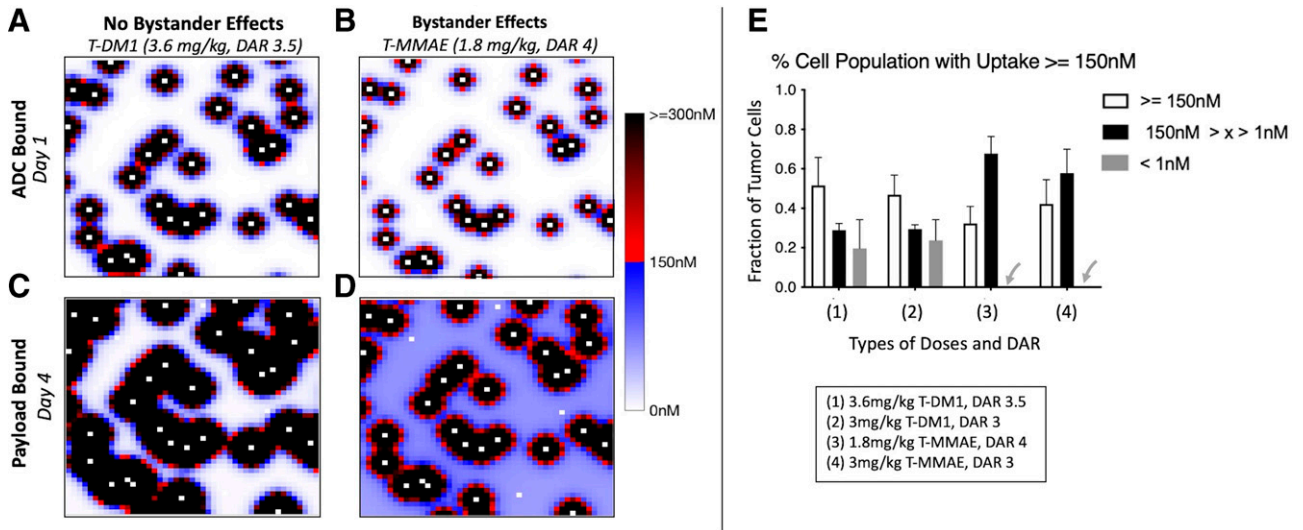 A
No Bystander Effects
T-DM1 (3.6 mg/kg, DAR 3.5)
B
Bystander Effects
T-MMAE (1.8 mg/kg, DAR 4)
ADC Bound
Day 1
>=300nM
150nM
0nM
C
D
Payload Bound
Day 4
E
% Cell Population with Uptake >= 150nM
Fraction of Tumor Cells
1.0
0.8
0.6
0.4
0.2
0.0
(1) (2) (3) (4)
Types of Doses and DAR
>= 150nM
150nM > x > 1nM
< 1nM
(1) 3.6mg/kg T-DM1, DAR 3.5
(2) 3mg/kg T-DM1, DAR 3
(3) 1.8mg/kg T-MMAE, DAR 4
(4) 3mg/kg T-MMAE, DAR 3